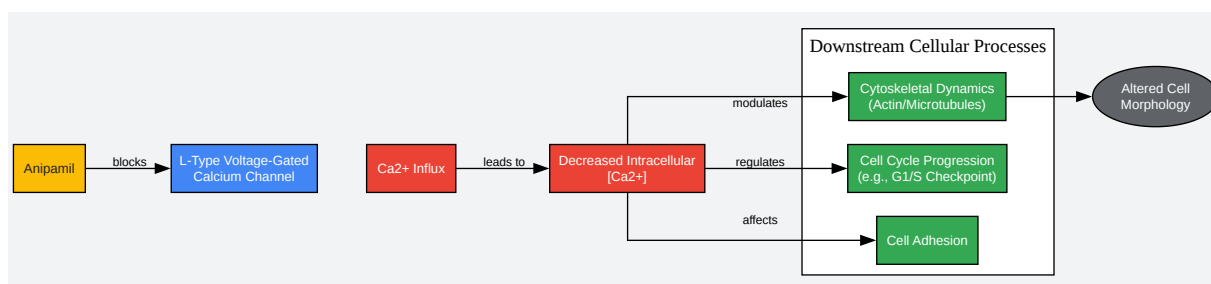 Anipamil
blocks
L-Type Voltage-Gated
Calcium Channel
Ca2+ Influx
leads to
Decreased Intracellular
[Ca2+]
modulates
regulates
affects
Downstream Cellular Processes
Cytoskeletal Dynamics
(Actin/Microtubules)
Cell Cycle Progression
(e.g., G1/S Checkpoint)
Cell Adhesion
Altered Cell
Morphology